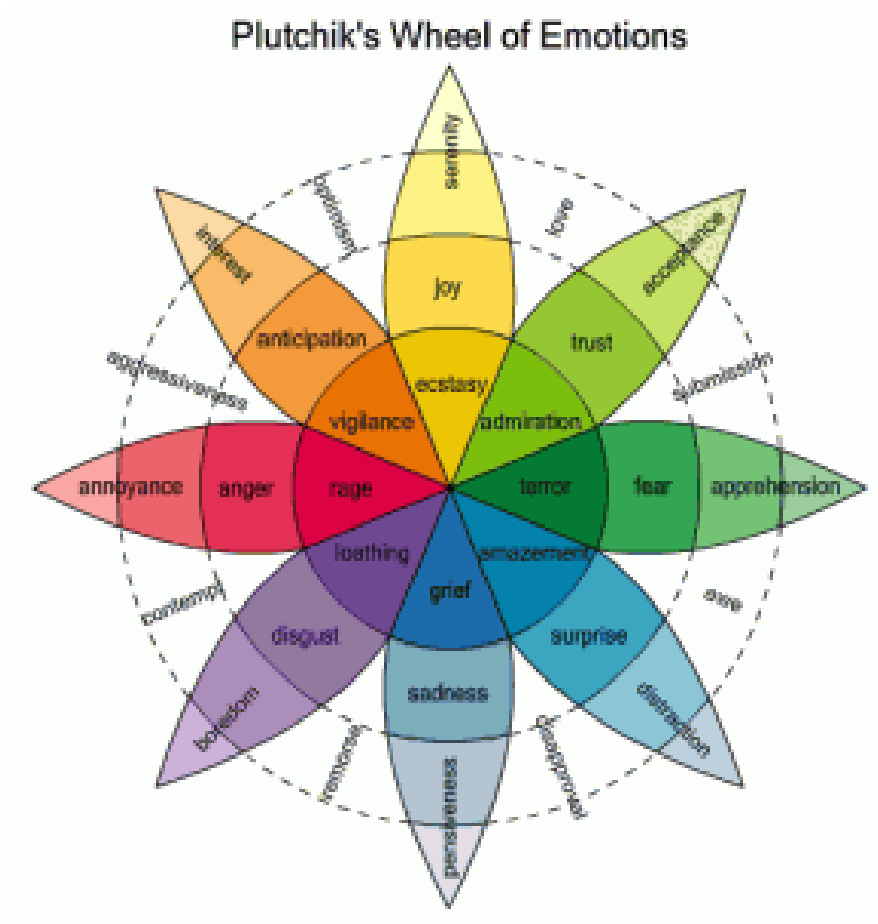 Plutchik's Wheel of Emotions
serenity
optimism
love
interest
acceptance
joy
anticipation
trust
aggressiveness
submission
ecstasy
vigilance
admiration
annoyance
anger
rage
terror
fear
apprehension
loathing
amazement
contempt
grief
awe
disgust
surprise
boredom
sadness
distraction
remorse
disapproval
pensiveness